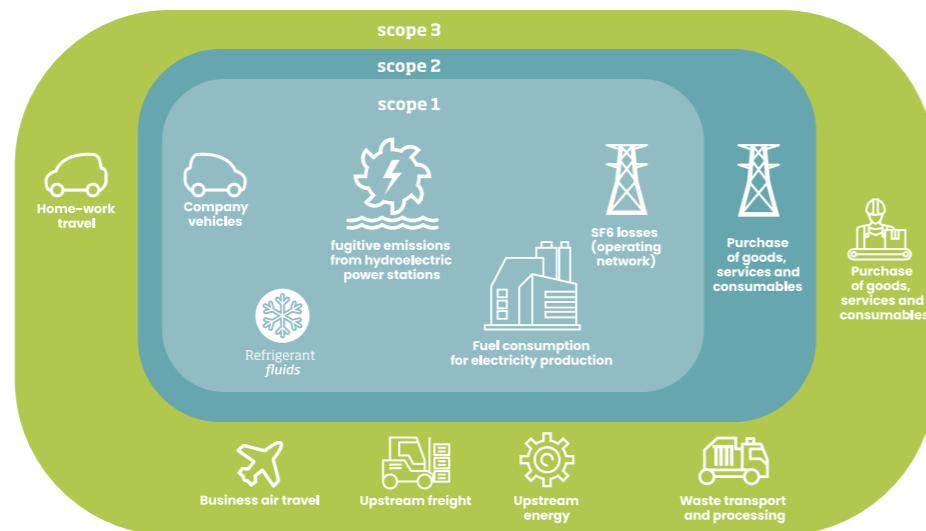 scope 3
scope 2
scope 1
Home-work
travel
Company
vehicles
fugitive emissions
from hydroelectric
power stations
SF6 losses
(operating
network)
Purchase
of goods,
services and
consumables
Purchase
of goods,
services and
consumables
Refrigerant
fluids
Fuel consumption
for electricity production
Business air travel
Upstream freight
Upstream
energy
Waste transport
and processing